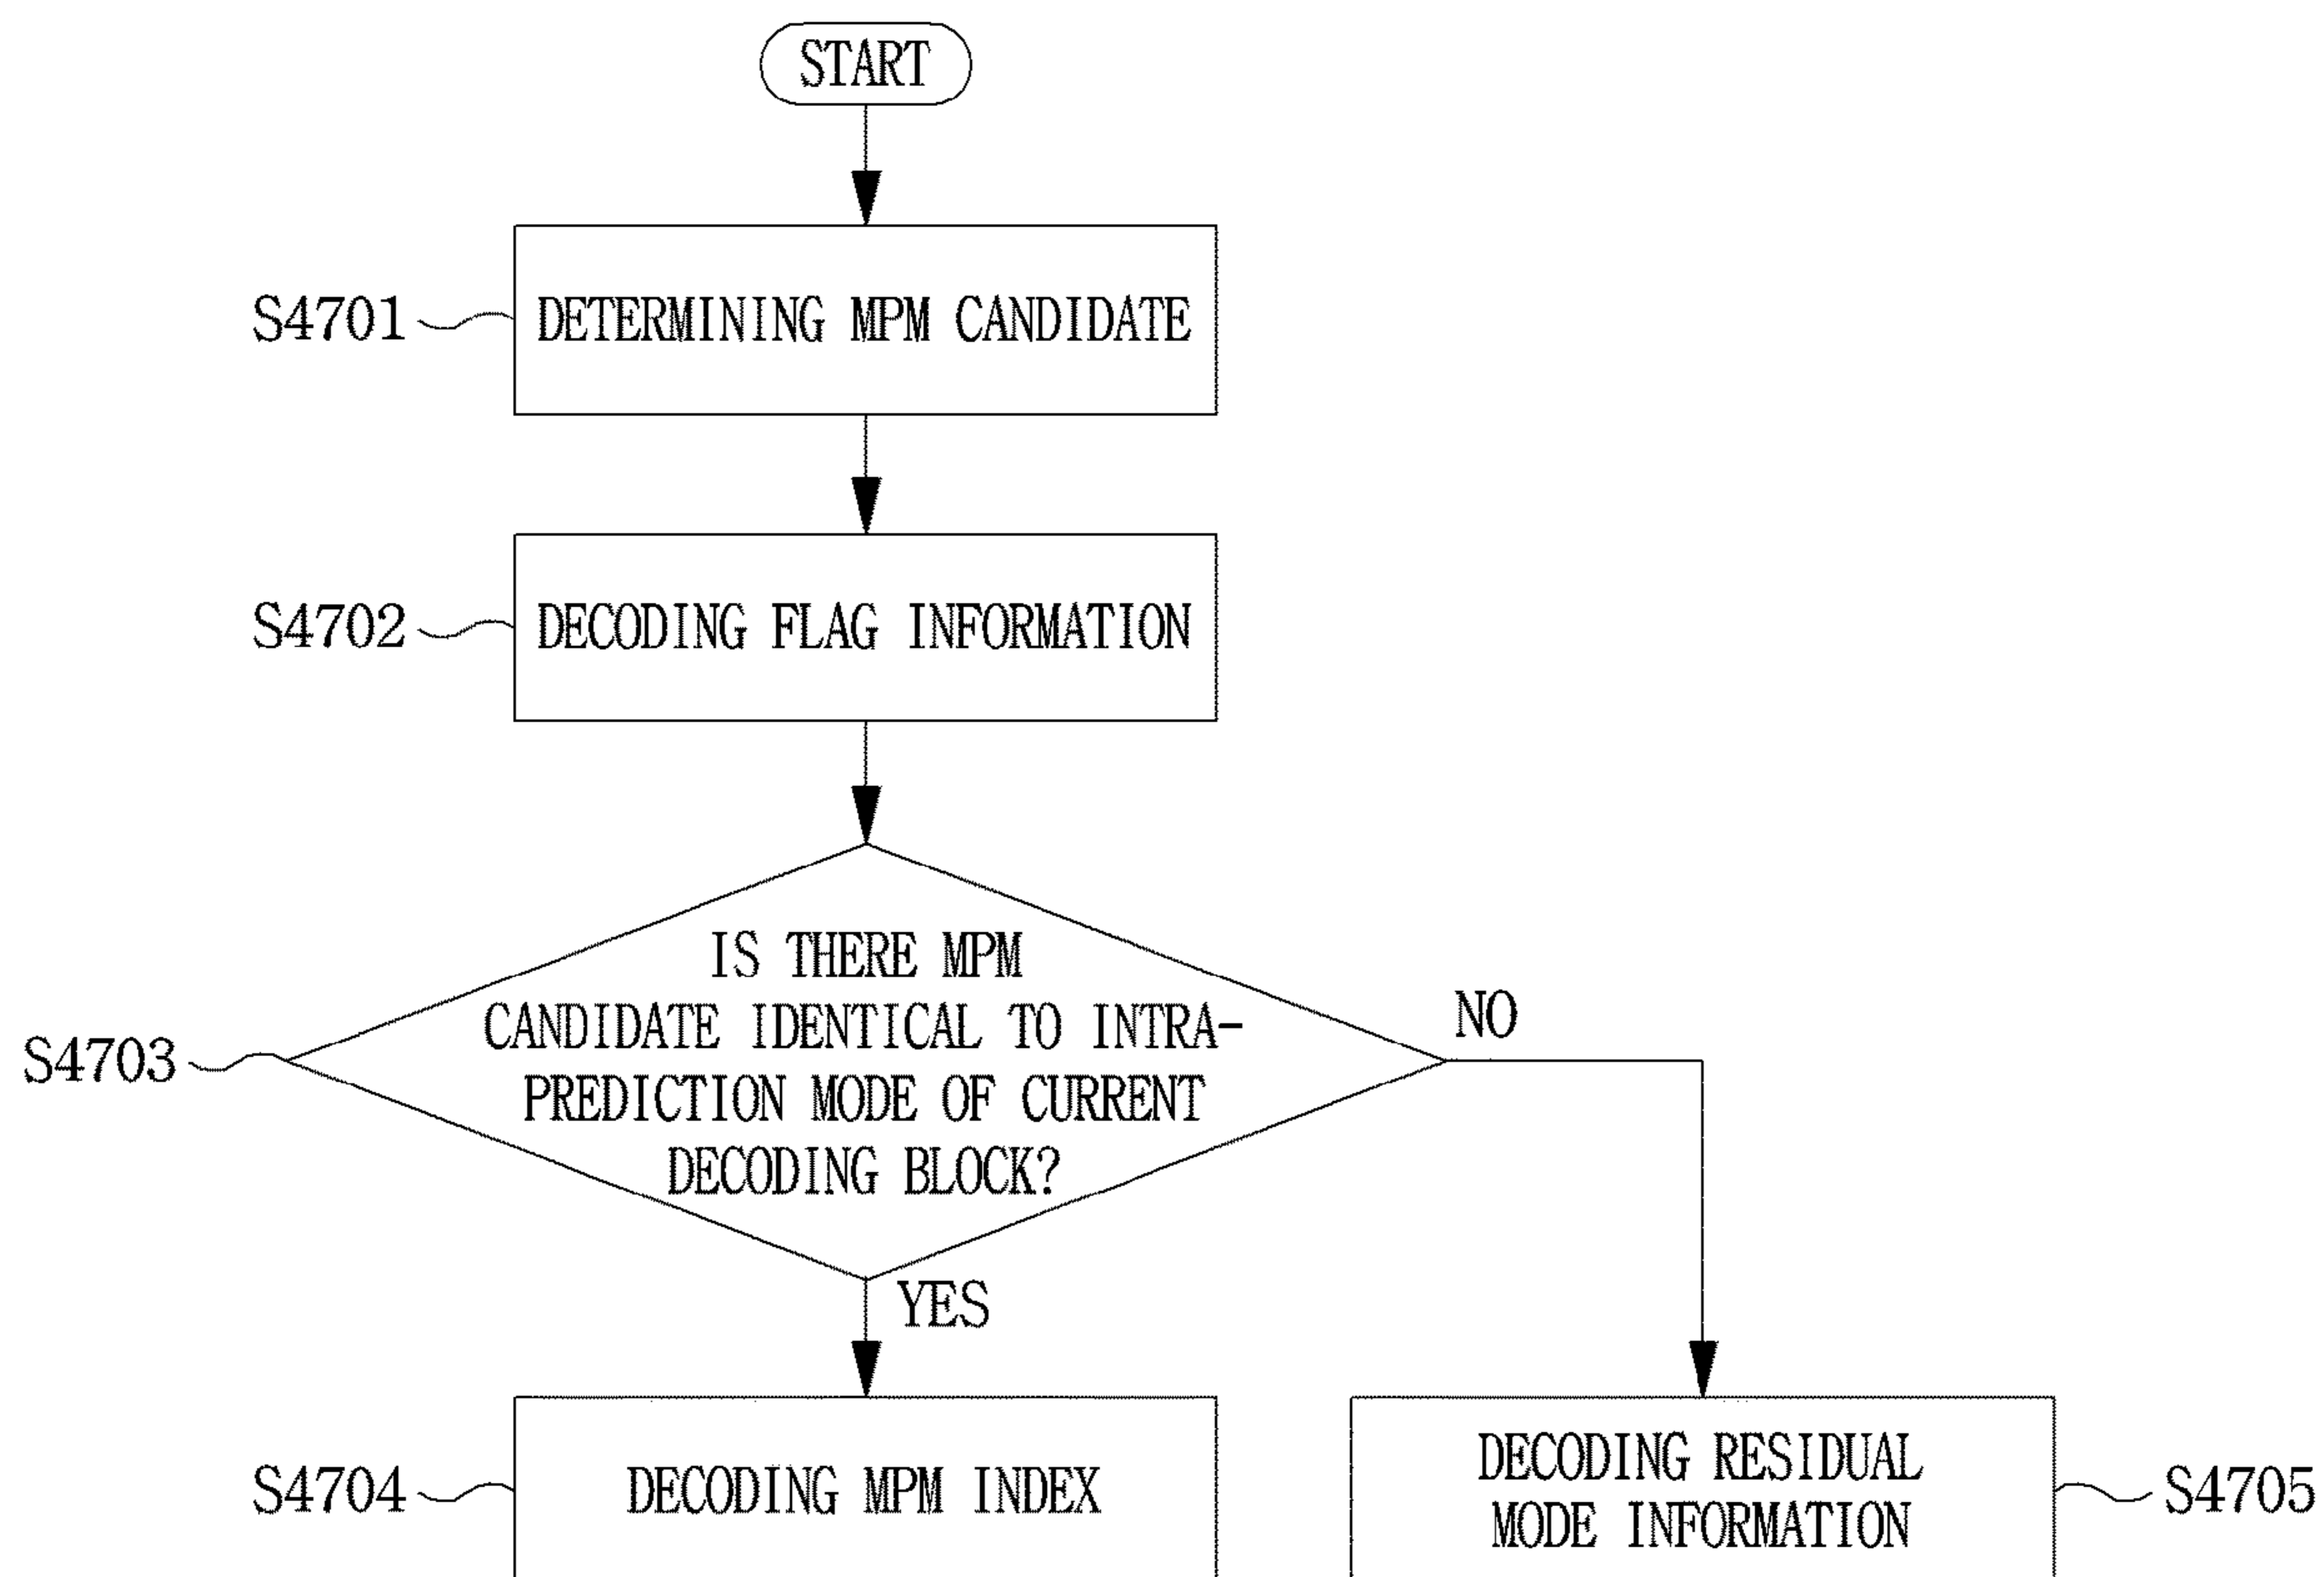 START
S4701
DETERMINING MPM CANDIDATE
S4702
DECODING FLAG INFORMATION
S4703
IS THERE MPM
CANDIDATE IDENTICAL TO INTRA-
PREDICTION MODE OF CURRENT
DECODING BLOCK?
NO
YES
S4704
DECODING MPM INDEX
DECODING RESIDUAL
MODE INFORMATION
S4705